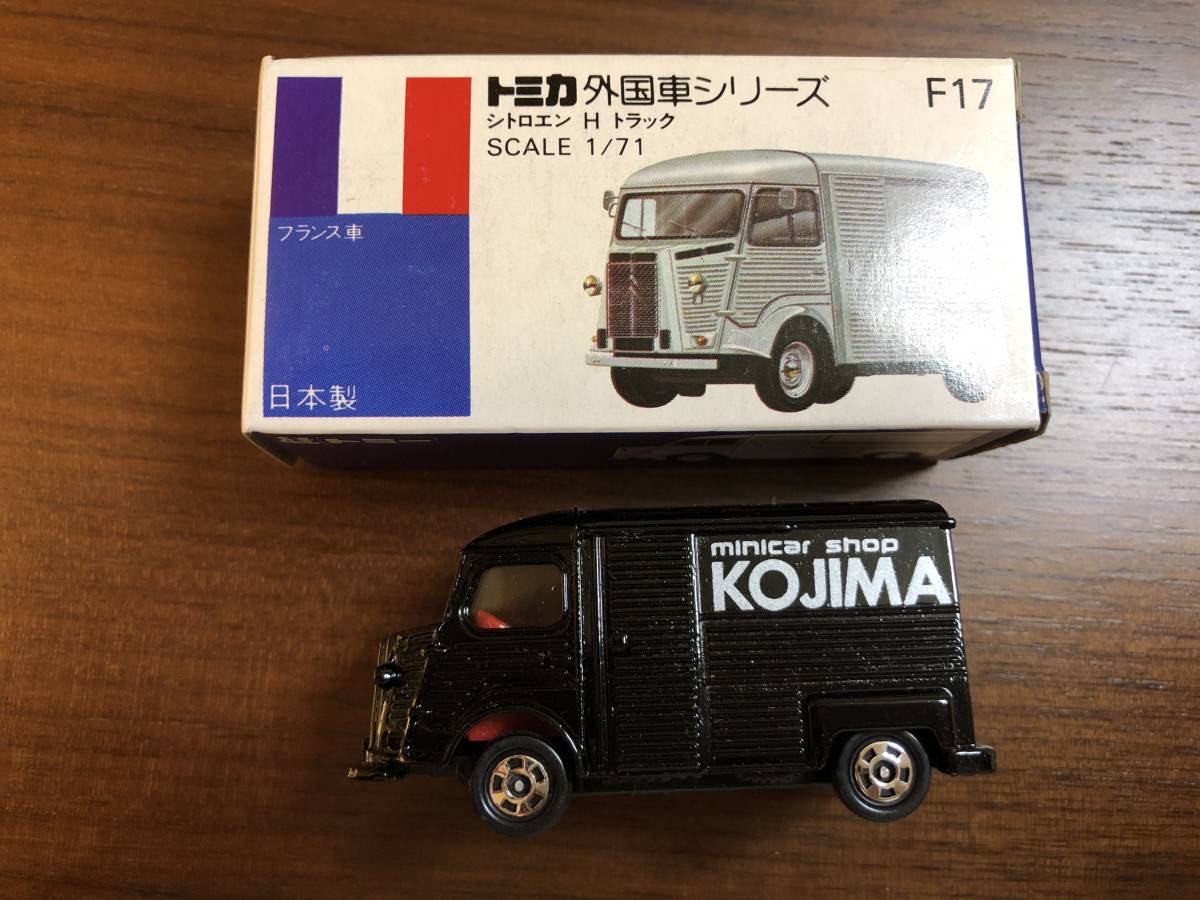 トミカ 外国車シリーズ F17
シトロエン H トラック
SCALE 1/71
フランス車
日本製
minicar shop
KOJIMA